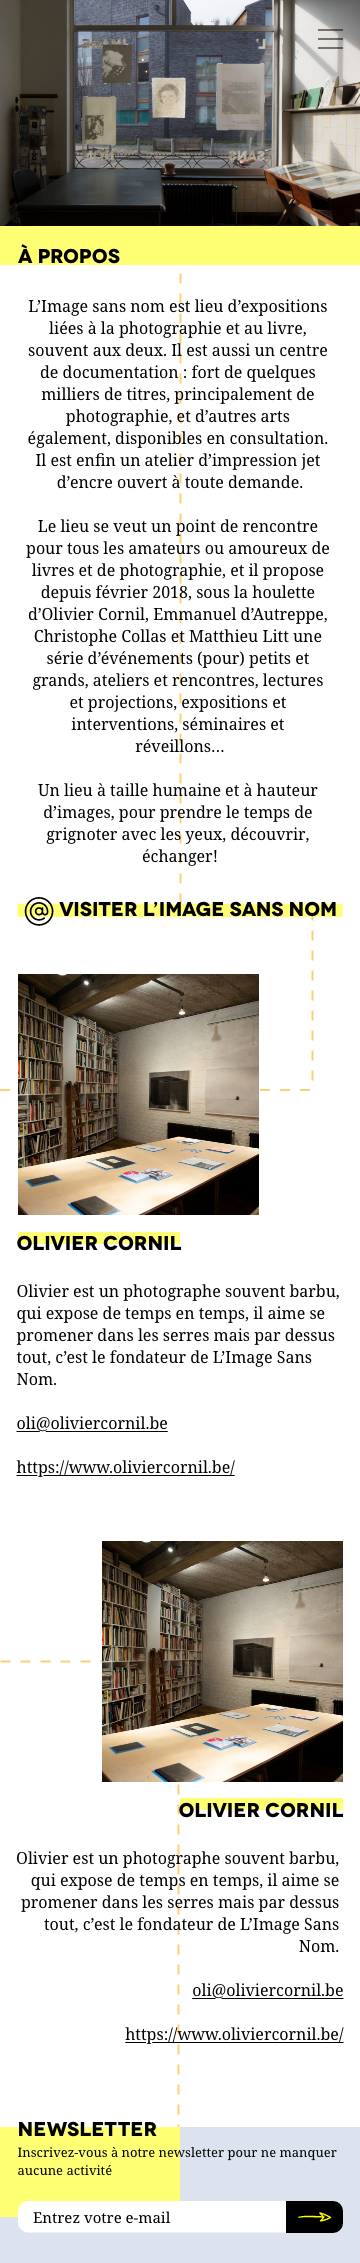 À PROPOS
L’Image sans nom est lieu d’expositions
liées à la photographie et au livre,
souvent aux deux. Il est aussi un centre
de documentation : fort de quelques
milliers de titres, principalement de
photographie, et d’autres arts
également, disponibles en consultation.
Il est enfin un atelier d’impression jet
d’encre ouvert à toute demande.
Le lieu se veut un point de rencontre
pour tous les amateurs ou amoureux de
livres et de photographie, et il propose
depuis février 2018, sous la houlette
d’Olivier Cornil, Emmanuel d’Autreppe,
Christophe Collas et Matthieu Litt une
série d’événements (pour) petits et
grands, ateliers et rencontres, lectures
et projections, expositions et
interventions, séminaires et
réveillons…
Un lieu à taille humaine et à hauteur
d’images, pour prendre le temps de
grignoter avec les yeux, découvrir,
échanger!
@ VISITER L’IMAGE SANS NOM
OLIVIER CORNIL
Olivier est un photographe souvent barbu,
qui expose de temps en temps, il aime se
promener dans les serres mais par dessus
tout, c’est le fondateur de L’Image Sans
Nom.
oli@oliviercornil.be
https://www.oliviercornil.be/
OLIVIER CORNIL
Olivier est un photographe souvent barbu,
qui expose de temps en temps, il aime se
promener dans les serres mais par dessus
tout, c’est le fondateur de L’Image Sans
Nom.
oli@oliviercornil.be
https://www.oliviercornil.be/
NEWSLETTER
Inscrivez-vous à notre newsletter pour ne manquer
aucune activité
Entrez votre e-mail